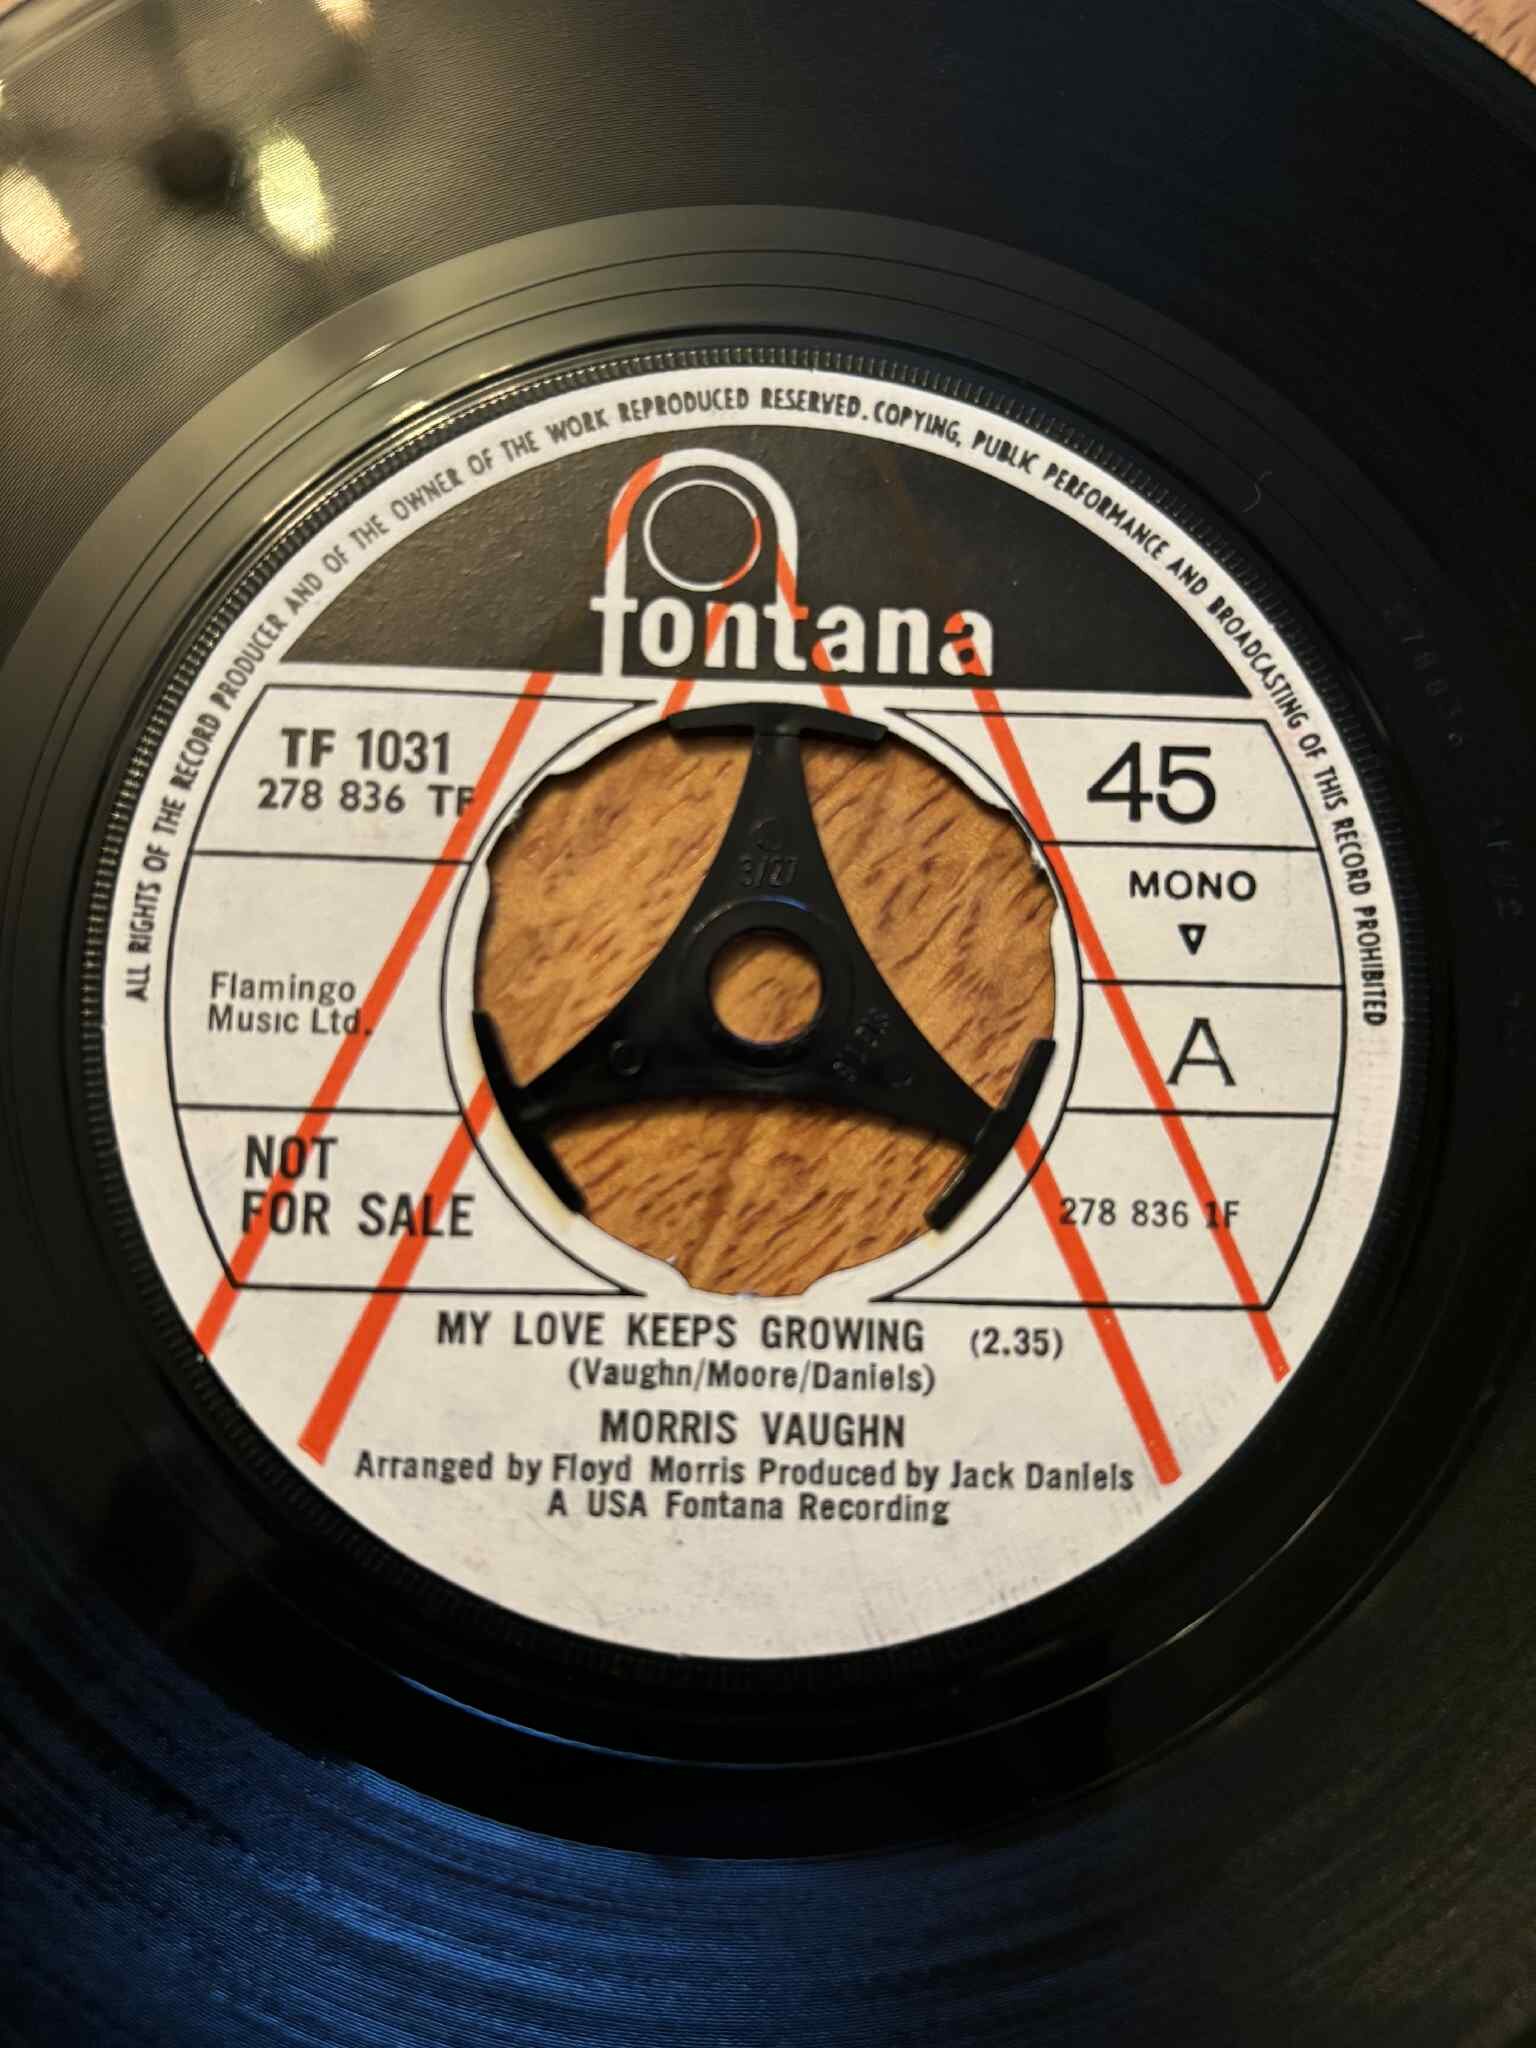 ALL RIGHTS OF THE RECORD PRODUCER AND OF THE OWNER OF THE WORK REPRODUCED RESERVED. COPYING, PUBLIC PERFORMANCE AND BROADCASTING OF THIS RECORD PROHIBITED
fontana
TF 1031
278 836 TF
45
MONO
A
Flamingo
Music Ltd.
3/27
NOT
FOR SALE
278 836 1F
MY LOVE KEEPS GROWING (2.35)
(Vaughn/Moore/Daniels)
MORRIS VAUGHN
Arranged by Floyd Morris Produced by Jack Daniels
A USA Fontana Recording